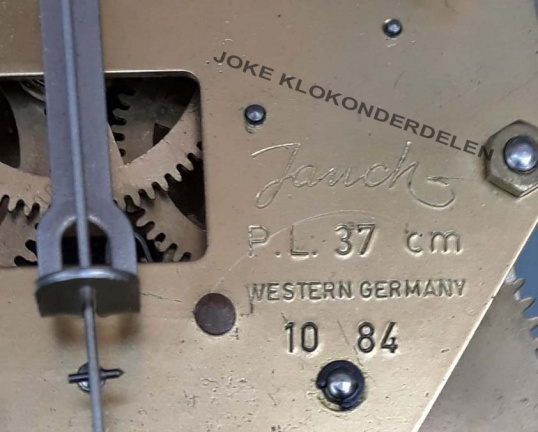 JOKE KLOKONDERDELEN
Jauch
P.L. 37 cm
WESTERN GERMANY
10 84